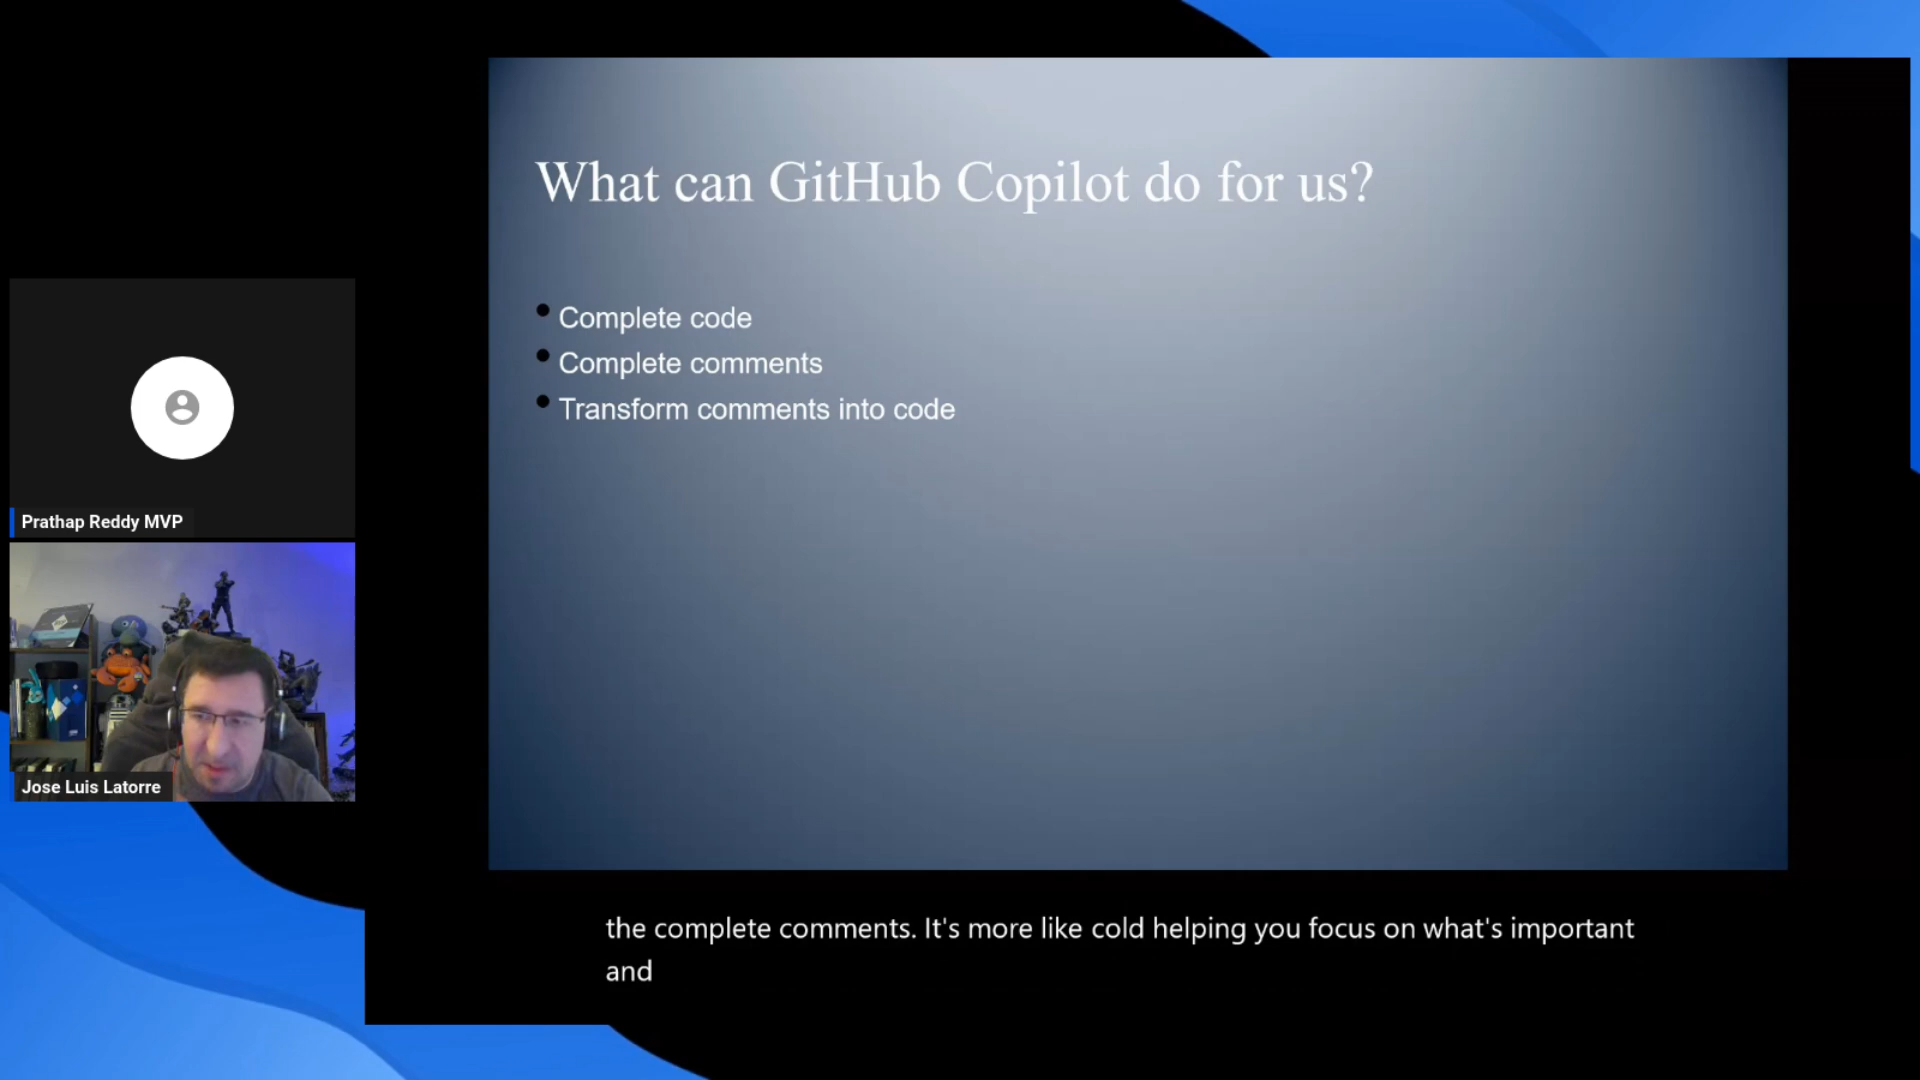 What can GitHub Copilot do for us?
Complete code
Complete comments
Transform comments into code
Prathap Reddy MVP
Jose Luis Latorre
the complete comments. It's more like cold helping you focus on what's important
and